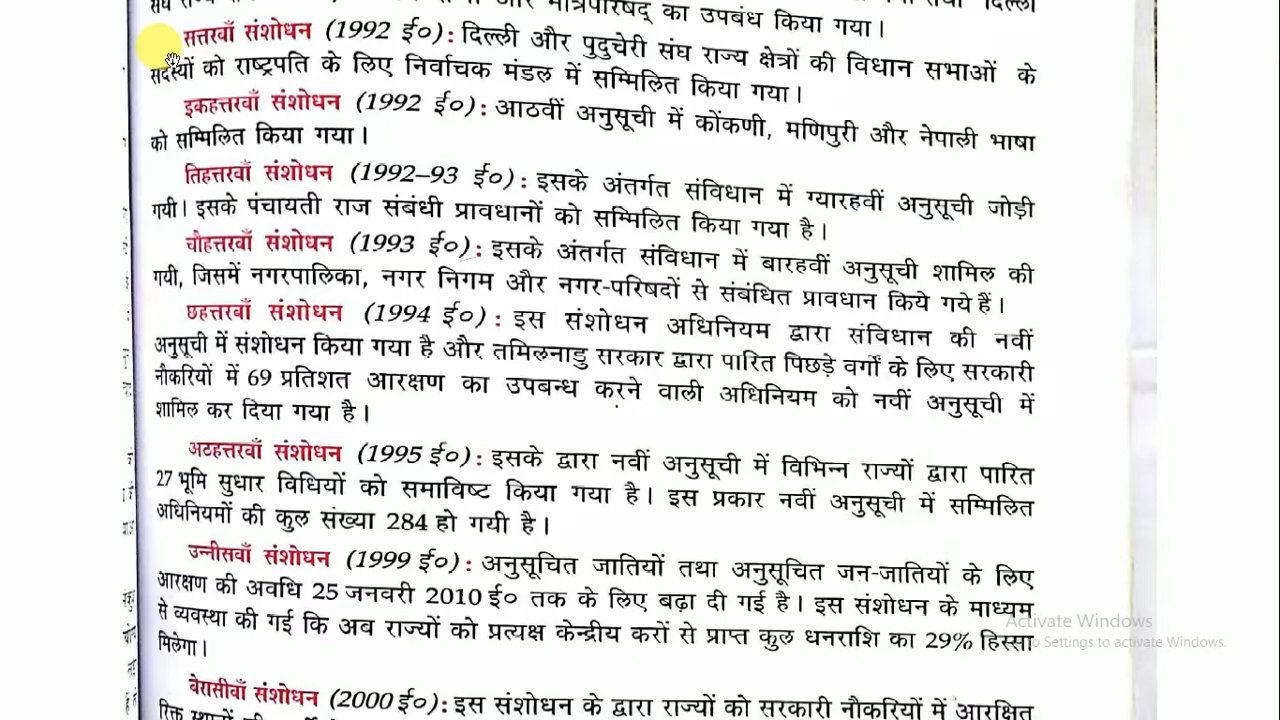 और मंत्रिपरिषद् का उपबंध किया गया।
सत्तरवाँ संशोधन (1992 ई०) : दिल्ली और पुदुचेरी संघ राज्य क्षेत्रों की विधान सभाओं के
सदस्यों को राष्ट्रपति के लिए निर्वाचक मंडल में सम्मिलित किया गया।
इकहत्तरवाँ संशोधन (1992 ई०) : आठवीं अनुसूची में कोंकणी, मणिपुरी और नेपाली भाषा
को सम्मिलित किया गया।
तिहत्तरवाँ संशोधन (1992–93 ई०) : इसके अंतर्गत संविधान में ग्यारहवीं अनुसूची जोड़ी
गयी। इसके पंचायती राज संबंधी प्रावधानों को सम्मिलित किया गया है।
चौहत्तरवाँ संशोधन (1993 ई०) : इसके अंतर्गत संविधान में बारहवीं अनुसूची शामिल की
गयी, जिसमें नगरपालिका, नगर निगम और नगर-परिषदों से संबंधित प्रावधान किये गये हैं।
छहत्तरवाँ संशोधन (1994 ई०) : इस संशोधन अधिनियम द्वारा संविधान की नवीं
अनुसूची में संशोधन किया गया है और तमिलनाडु सरकार द्वारा पारित पिछड़े वर्गों के लिए सरकारी
नौकरियों में 69 प्रतिशत आरक्षण का उपबन्ध करने वाली अधिनियम को नवीं अनुसूची में
शामिल कर दिया गया है।
अठहत्तरवाँ संशोधन (1995 ई०) : इसके द्वारा नवीं अनुसूची में विभिन्न राज्यों द्वारा पारित
27 भूमि सुधार विधियों को समाविष्ट किया गया है। इस प्रकार नवीं अनुसूची में सम्मिलित
अधिनियमों की कुल संख्या 284 हो गयी है।
उन्नीसवाँ संशोधन (1999 ई०) : अनुसूचित जातियों तथा अनुसूचित जन-जातियों के लिए
आरक्षण की अवधि 25 जनवरी 2010 ई० तक के लिए बढ़ा दी गई है। इस संशोधन के माध्यम
से व्यवस्था की गई कि अब राज्यों को प्रत्यक्ष केन्द्रीय करों से प्राप्त कुल धनराशि का 29% हिस्सा
मिलेगा।
Activate Windows
to Settings to activate Windows.
बेरासीवाँ संशोधन (2000 ई०) : इस संशोधन के द्वारा राज्यों को सरकारी नौकरियों में आरक्षित